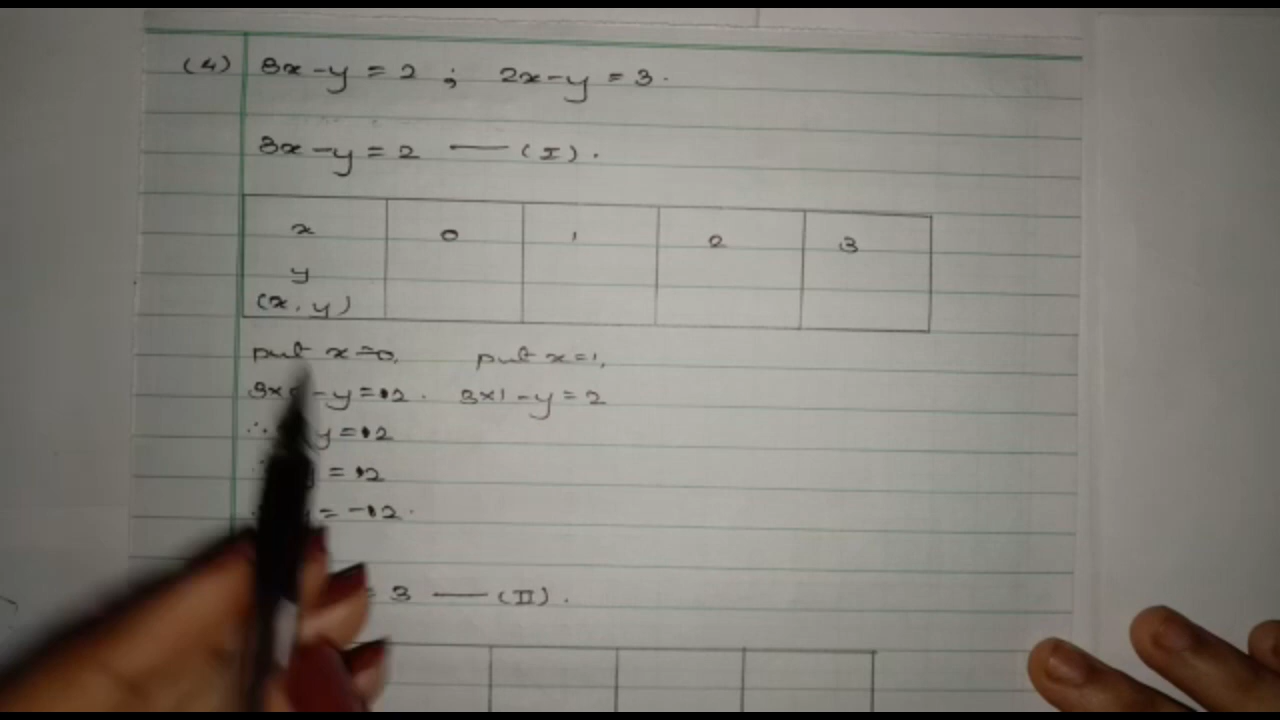 (4) 3x-y = 2 ; 2x-y = 3.
3x-y = 2 — (I).
x 0 1 2 3
y
(x, y)
put x=0, put x=1,
-y = 2. 3x1 - y = 2
∴ y = 2
y = 2
= -2.
= 3 — (II).